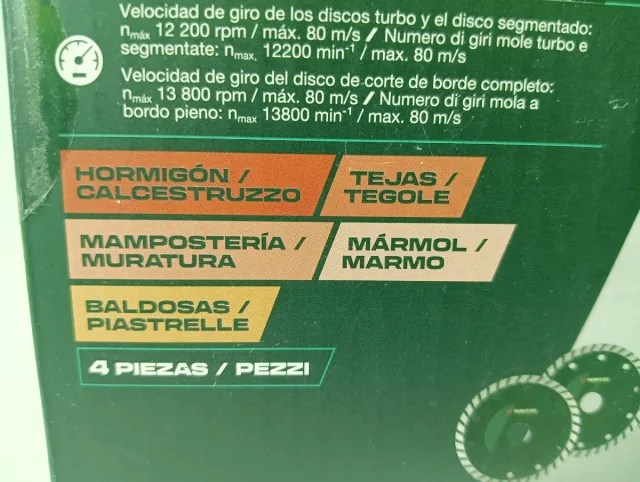 Velocidad de giro de los discos turbo y el disco segmentado:
nmáx 12 200 rpm / máx. 80 m/s / Numero di giri mole turbo e
segmentate: nmax. 12200 min⁻¹ / max. 80 m/s
Velocidad de giro del disco de corte de borde completo:
nmáx 13 800 rpm / máx. 80 m/s / Numero di giri mola a
bordo pieno: nmax 13800 min⁻¹ / max. 80 m/s
HORMIGÓN /
CALCESTRUZZO
TEJAS /
TEGOLE
MAMPOSTERÍA /
MURATURA
MÁRMOL /
MARMO
BALDOSAS /
PIASTRELLE
4 PIEZAS / PEZZI